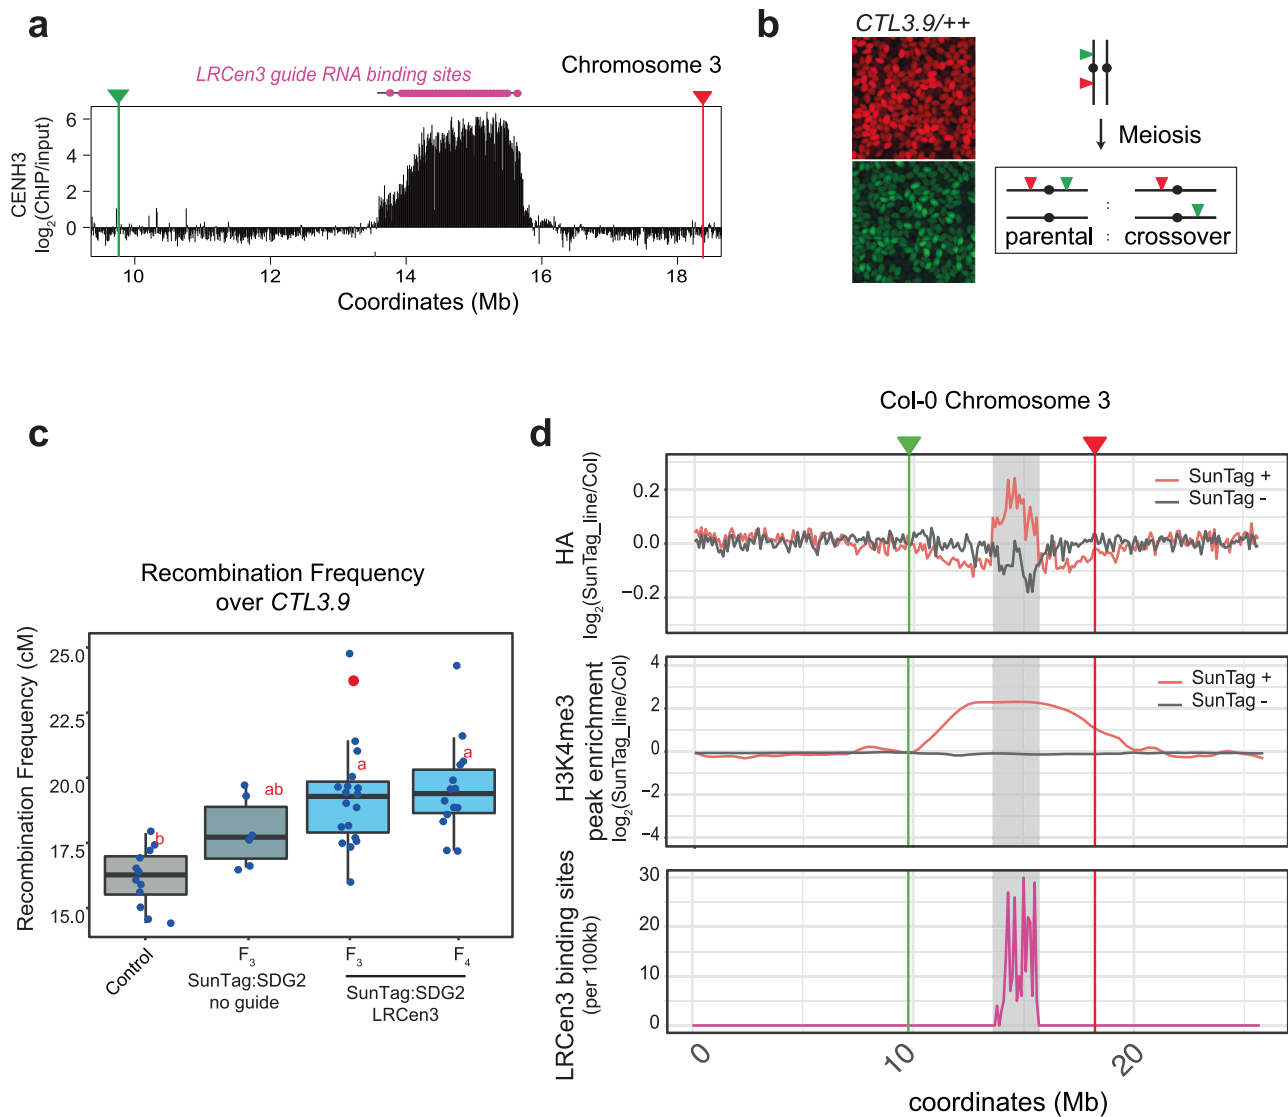 a
LRCen3 guide RNA binding sites
Chromosome 3
CENH3
log2(ChIP/input)
6
4
2
0
10
12
14
16
18
Coordinates (Mb)
b
CTL3.9/++
Meiosis
:
:
parental
crossover
c
Recombination Frequency
over CTL3.9
Recombination Frequency (cM)
25.0
22.5
20.0
17.5
15.0
b
ab
a
a
Control
F3
SunTag:SDG2
no guide
F3
F4
SunTag:SDG2
LRCen3
d
Col-0 Chromosome 3
HA
log2(SunTag_line/Col)
0.2
0.0
−0.2
SunTag +
SunTag -
H3K4me3
peak enrichment
log2(SunTag_line/Col)
4
2
0
−2
−4
SunTag +
SunTag -
LRCen3 binding sites
(per 100kb)
30
20
10
0
0
10
20
coordinates (Mb)